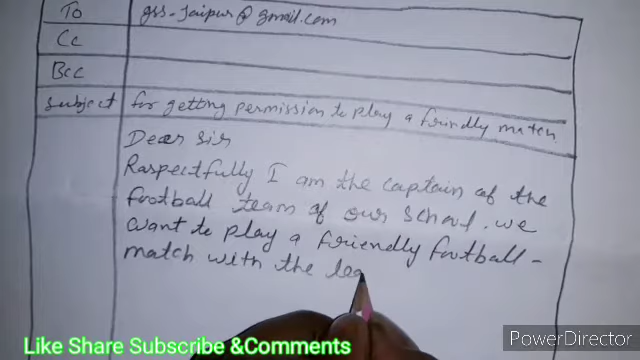 To gss-Jaipur@gmail.com
Cc
Bcc
Subject for getting permission to play a friendly match.
Dear Sir
Raspectfully I am the captain of the
football team of our school. we
want to play a friendly football-
match with the lea
Like Share Subscribe &Comments
PowerDirector